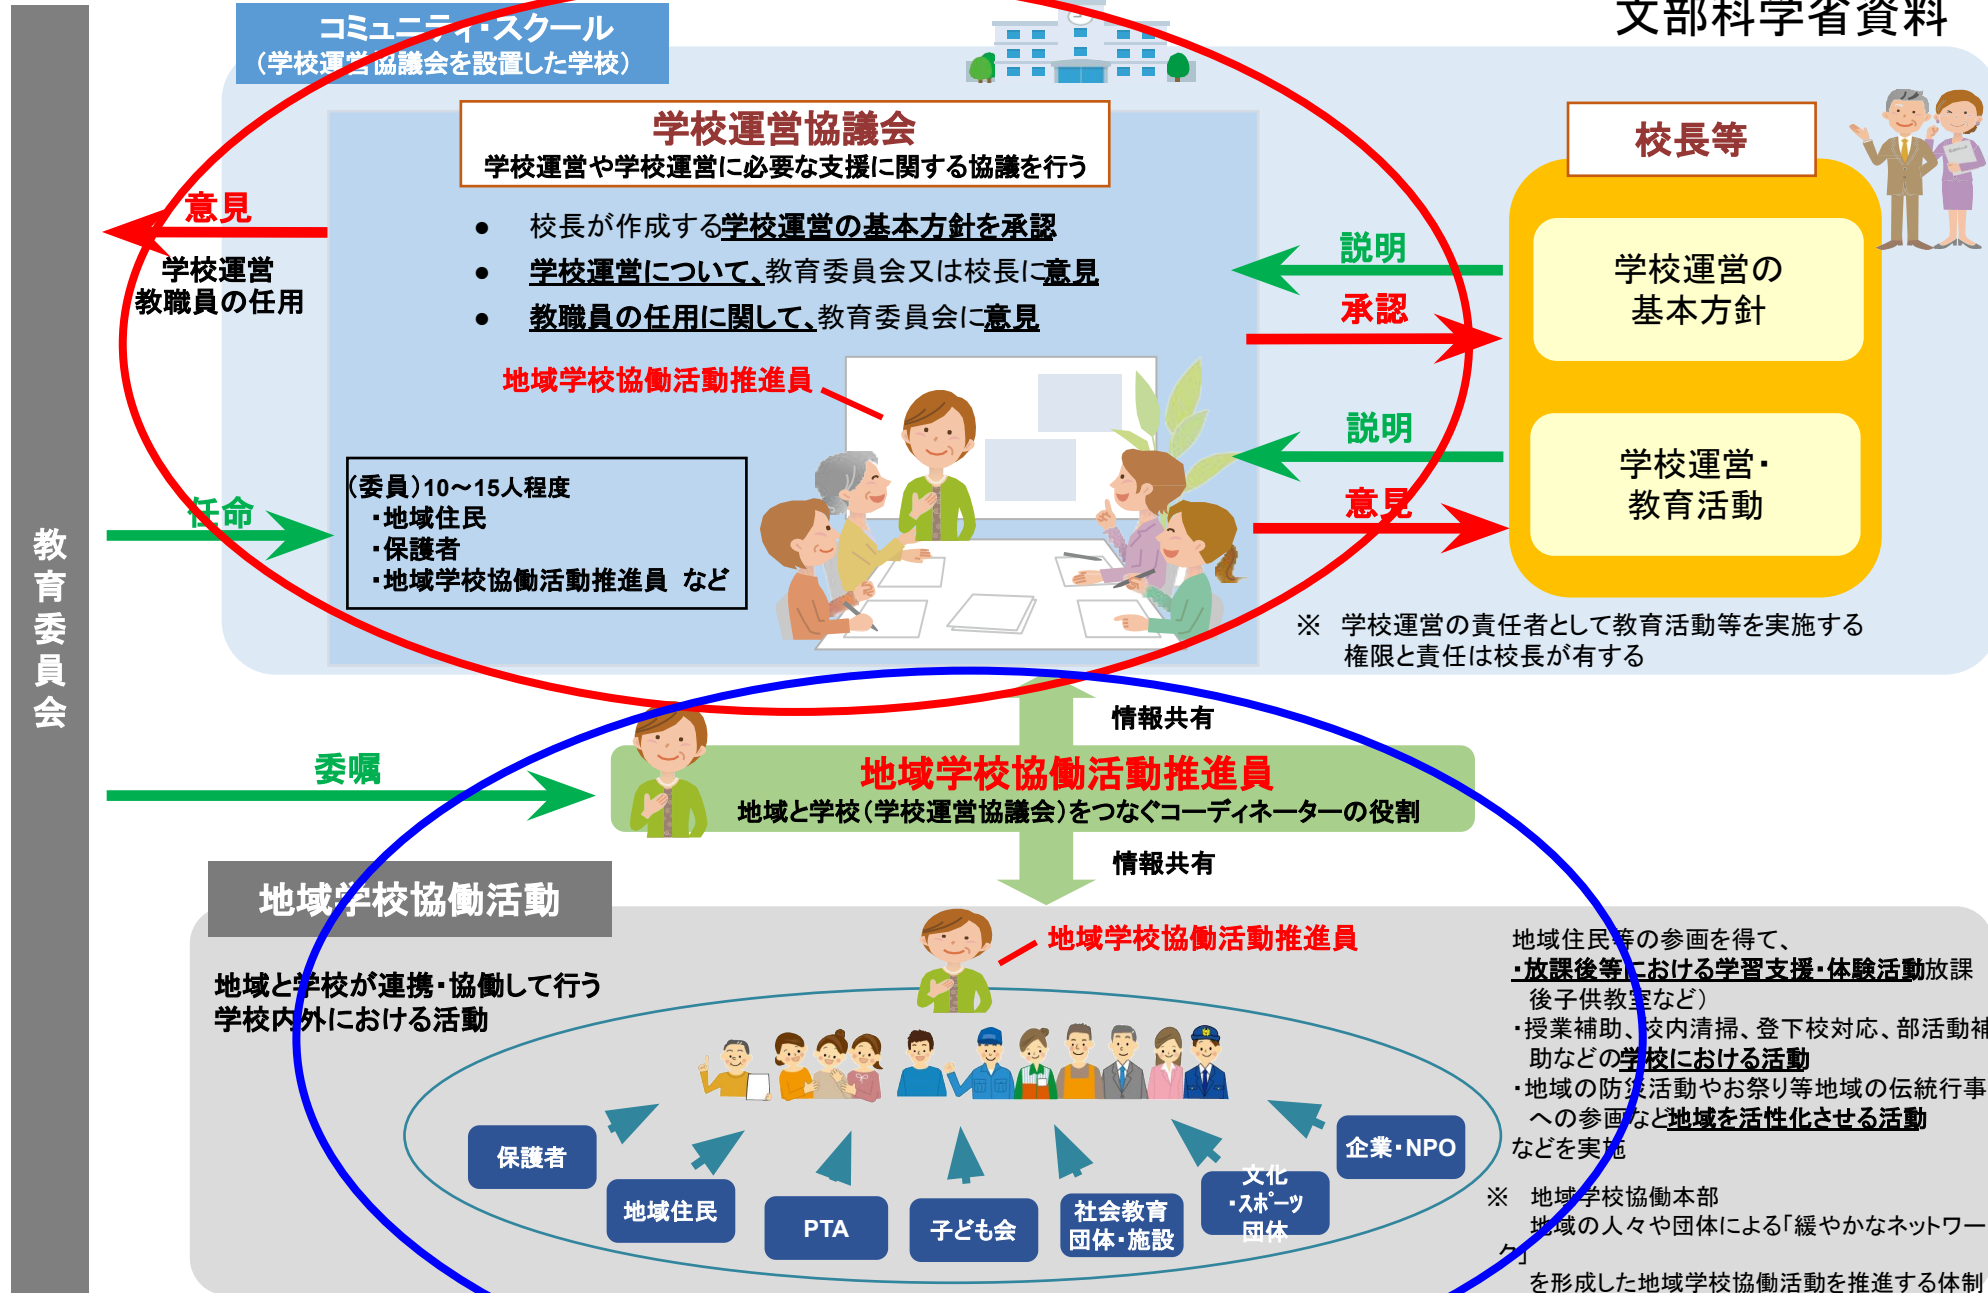 文部科学省資料
コミュニティ・スクール
(学校運営協議会を設置した学校)
学校運営協議会
学校運営や学校運営に必要な支援に関する協議を行う
● 校長が作成する学校運営の基本方針を承認
● 学校運営について、教育委員会又は校長に意見
● 教職員の任用に関して、教育委員会に意見
地域学校協働活動推進員
(委員)10～15人程度
・地域住民
・保護者
・地域学校協働活動推進員 など
意見
学校運営
教職員の任用
任命
教育委員会
校長等
説明
承認
学校運営の
基本方針
説明
意見
学校運営・
教育活動
※ 学校運営の責任者として教育活動等を実施する
権限と責任は校長が有する
情報共有
委嘱
地域学校協働活動推進員
地域と学校(学校運営協議会)をつなぐコーディネーターの役割
情報共有
地域学校協働活動
地域と学校が連携・協働して行う
学校内外における活動
地域学校協働活動推進員
保護者
地域住民
PTA
子ども会
社会教育
団体・施設
文化
・スポーツ
団体
企業・NPO
地域住民等の参画を得て、
・放課後等における学習支援・体験活動放課
後子供教室など)
・授業補助、校内清掃、登下校対応、部活動補
助などの学校における活動
・地域の防災活動やお祭り等地域の伝統行事
への参画など地域を活性化させる活動
などを実施
※ 地域学校協働本部
地域の人々や団体による「緩やかなネットワー
ク」
を形成した地域学校協働活動を推進する体制